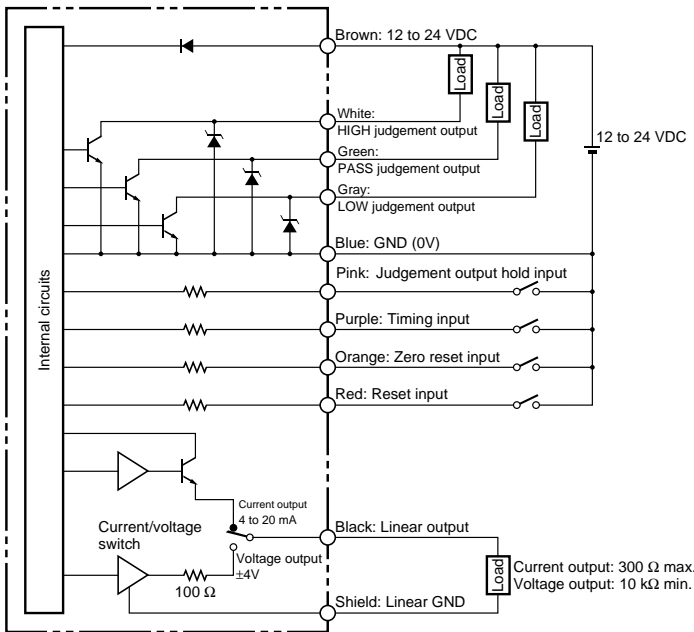 Brown: 12 to 24 VDC
Load
Load
Load
White:
HIGH judgement output
12 to 24 VDC
Green:
PASS judgement output
Gray:
LOW judgement output
Blue: GND (0V)
Pink: Judgement output hold input
Purple: Timing input
Orange: Zero reset input
Red: Reset input
Internal circuits
Current output
4 to 20 mA
Current/voltage
switch
Black: Linear output
Voltage output
±4V
100 Ω
Load
Current output: 300 Ω max.
Voltage output: 10 kΩ min.
Shield: Linear GND